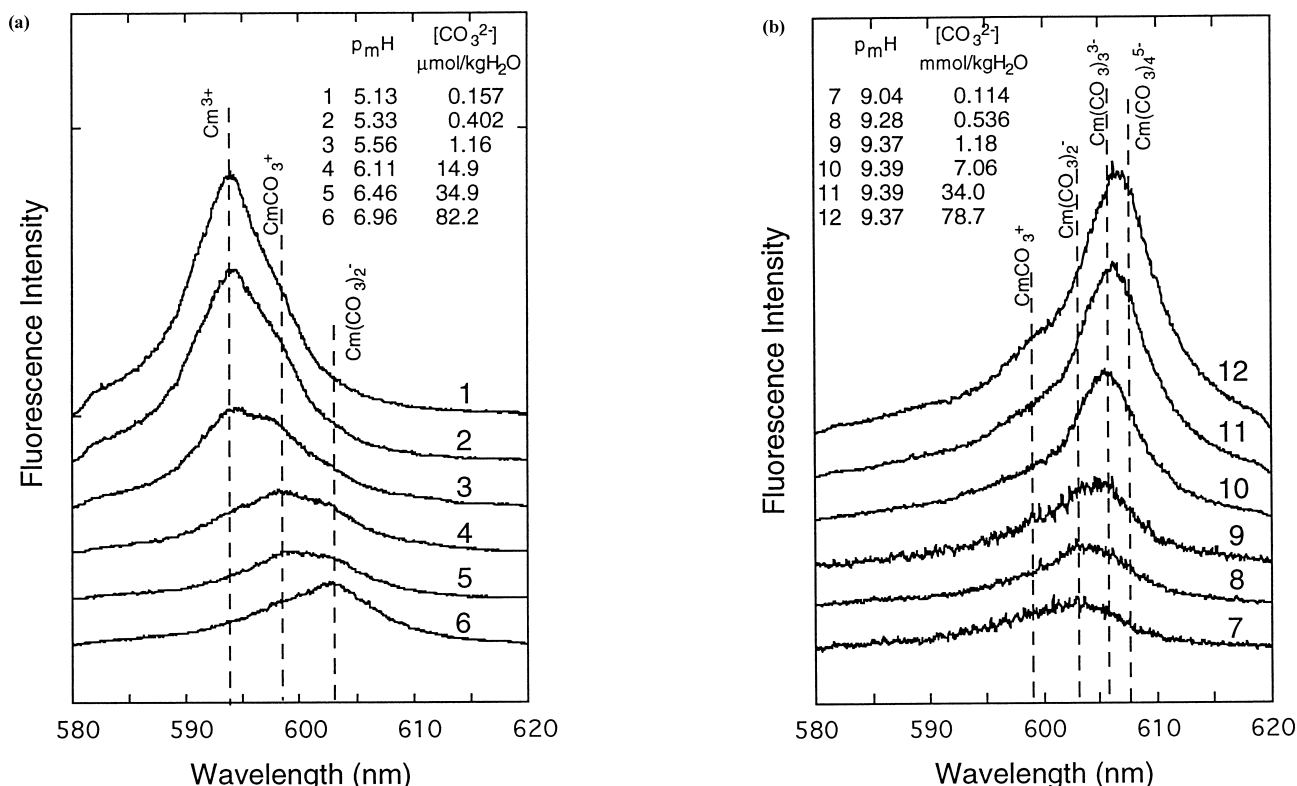 (a)
p_mH [CO₃²⁻]
μmol/kgH₂O
1 5.13 0.157
2 5.33 0.402
3 5.56 1.16
4 6.11 14.9
5 6.46 34.9
6 6.96 82.2
Cm³⁺
CmCO₃⁺
Cm(CO₃)₂⁻
1
2
3
4
5
6
Fluorescence Intensity
580 590 600 610 620
Wavelength (nm)
(b)
p_mH [CO₃²⁻]
mmol/kgH₂O
7 9.04 0.114
8 9.28 0.536
9 9.37 1.18
10 9.39 7.06
11 9.39 34.0
12 9.37 78.7
CmCO₃⁺
Cm(CO₃)₂⁻
Cm(CO₃)₃³⁻
Cm(CO₃)₄⁵⁻
12
11
10
9
8
7
Fluorescence Intensity
580 590 600 610 620
Wavelength (nm)